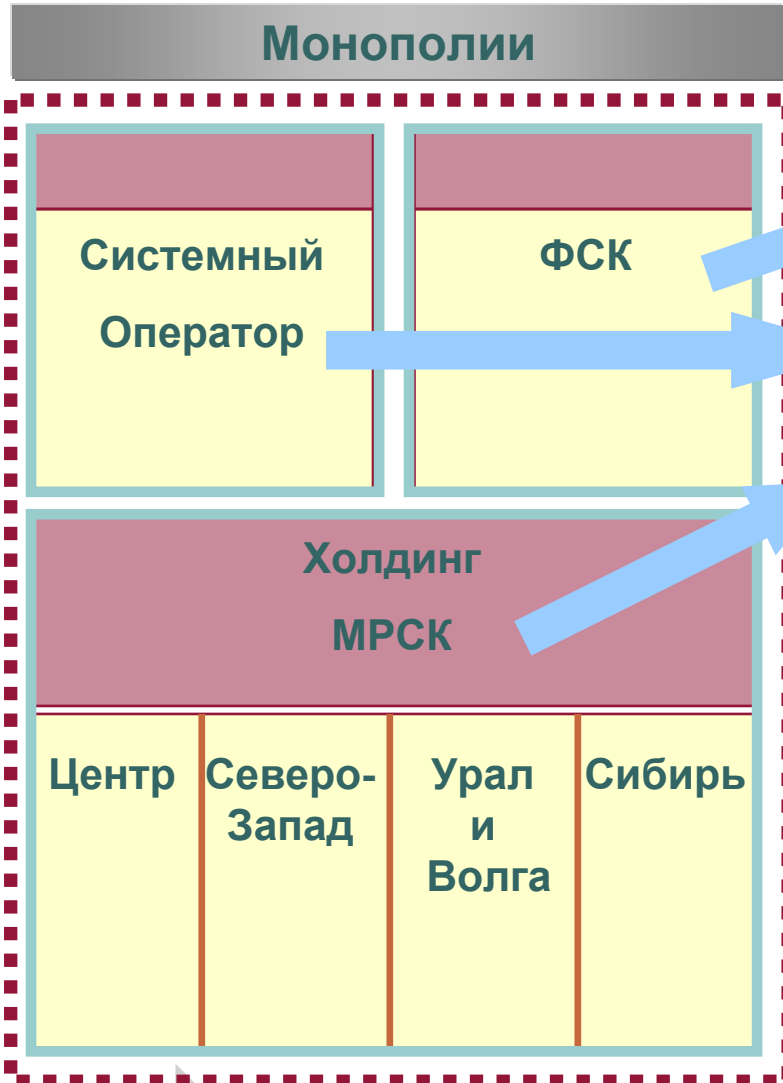 Монополии
Системный
Оператор
ФСК
Холдинг
МРСК
Центр
Северо-
Запад
Урал
и
Волга
Сибирь